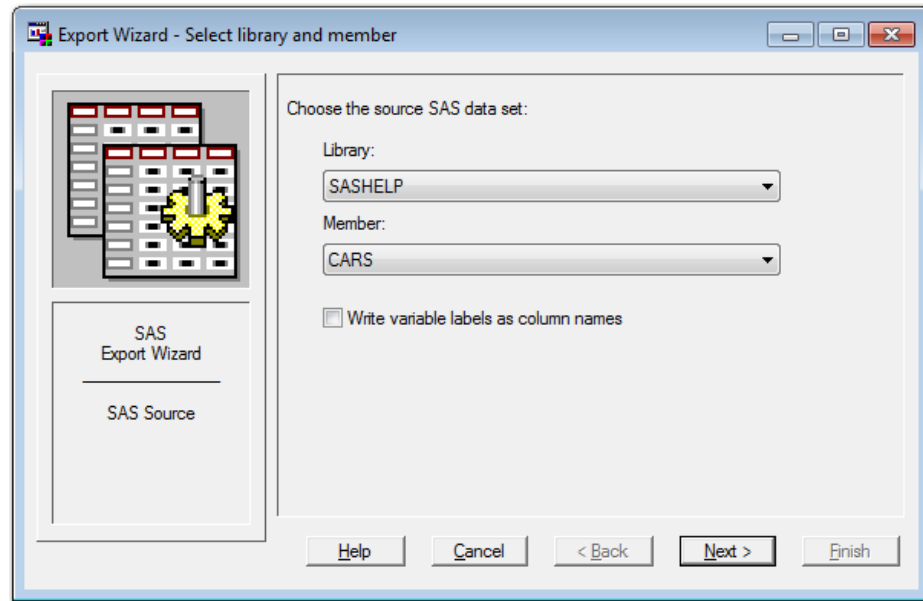 Export Wizard - Select library and member
Choose the source SAS data set:
Library:
SASHELP
Member:
CARS
Write variable labels as column names
SAS
Export Wizard
SAS Source
Help Cancel < Back Next > Finish